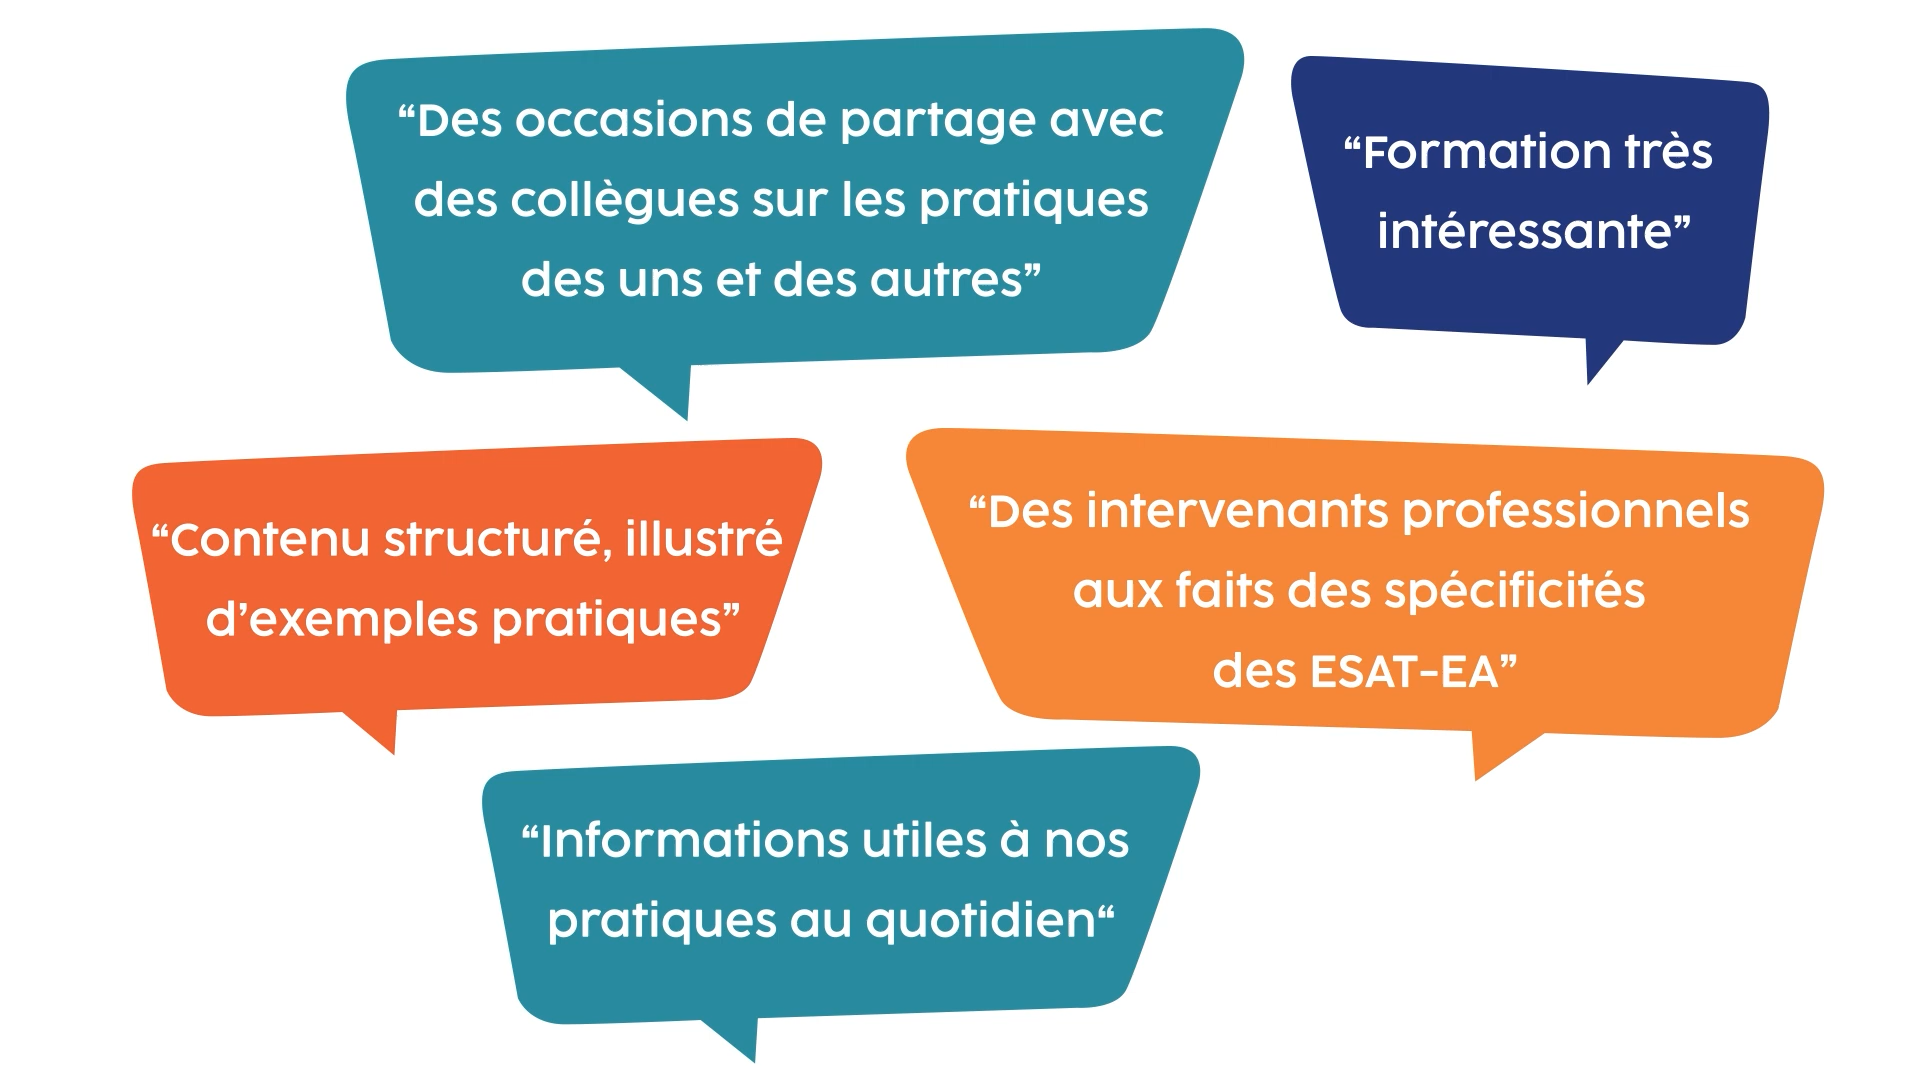 “Des occasions de partage avec
des collègues sur les pratiques
des uns et des autres”
“Formation très
intéressante”
“Contenu structuré, illustré
d’exemples pratiques”
“Des intervenants professionnels
aux faits des spécificités
des ESAT-EA”
“Informations utiles à nos
pratiques au quotidien“